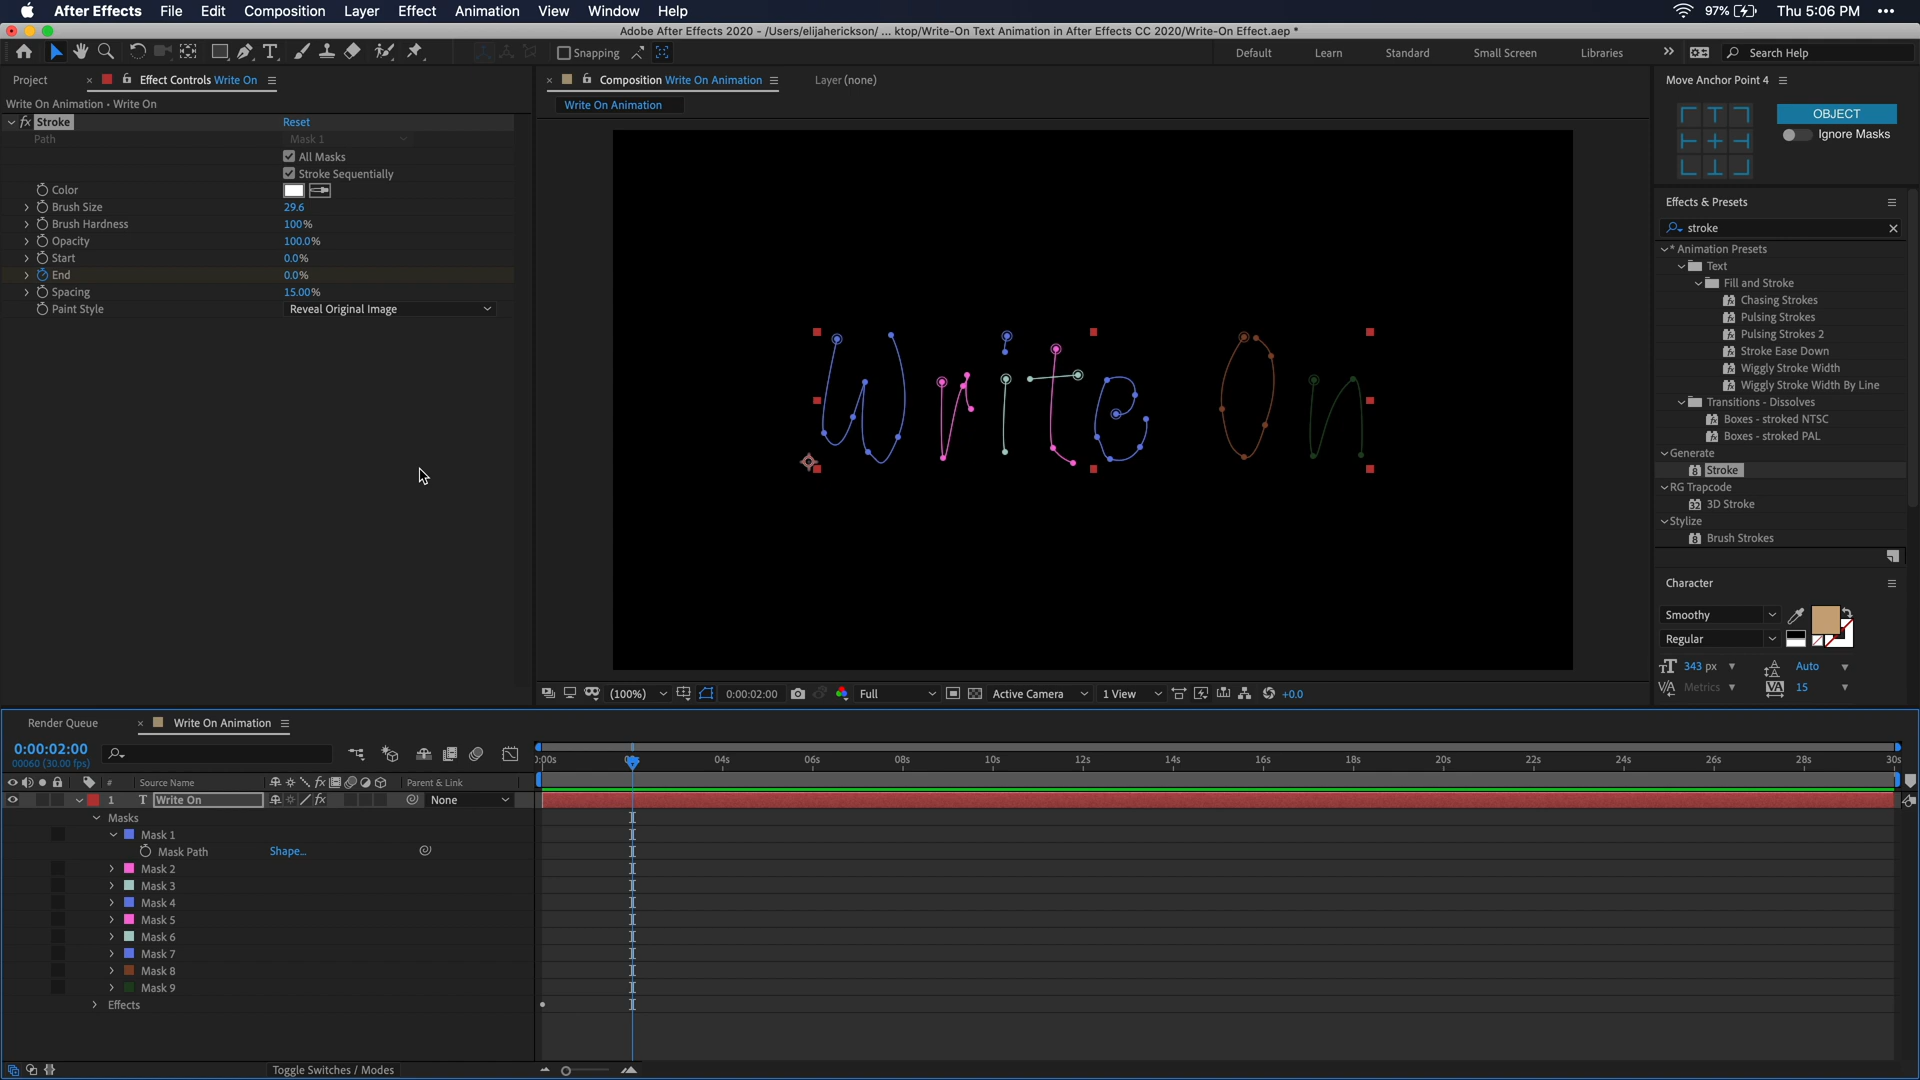 After Effects File Edit Composition Layer Effect Animation View Window Help 97% Thu 5:06 PM
Adobe After Effects 2020 - /Users/elijaherickson/ ... ktop/Write-On Text Animation in After Effects CC 2020/Write-On Effect.aep *
Snapping Default Learn Standard Small Screen Libraries Search Help
Project Effect Controls Write On
Write On Animation • Write On
fx Stroke Reset
Path Mask 1
All Masks
Stroke Sequentially
Color
Brush Size 29.6
Brush Hardness 100%
Opacity 100.0%
Start 0.0%
End 0.0%
Spacing 15.00%
Paint Style Reveal Original Image
Composition Write On Animation Layer (none)
Write On Animation
Write On
(100%) 0:00:02:00 Full Active Camera 1 View +0.0
Move Anchor Point 4
OBJECT
Ignore Masks
Effects & Presets
stroke
* Animation Presets
Text
Fill and Stroke
Chasing Strokes
Pulsing Strokes
Pulsing Strokes 2
Stroke Ease Down
Wiggly Stroke Width
Wiggly Stroke Width By Line
Transitions - Dissolves
Boxes - stroked NTSC
Boxes - stroked PAL
Generate
Stroke
RG Trapcode
3D Stroke
Stylize
Brush Strokes
Character
Smoothy
Regular
343 px Auto
Metrics 15
Render Queue Write On Animation
0:00:02:00
00060 (30.00 fps)
:00s 04s 06s 08s 10s 12s 14s 16s 18s 20s 22s 24s 26s 28s 30s
# Source Name Parent & Link
1 T Write On fx None
Masks
Mask 1
Mask Path Shape...
Mask 2
Mask 3
Mask 4
Mask 5
Mask 6
Mask 7
Mask 8
Mask 9
Effects
Toggle Switches / Modes